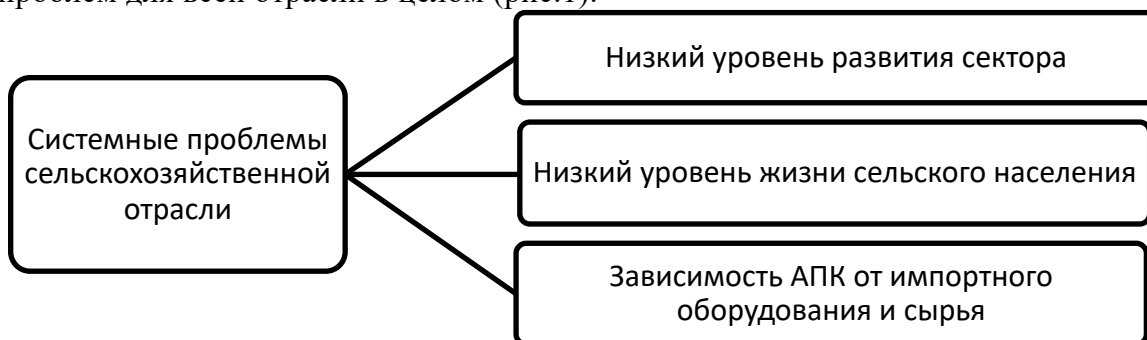 проблем для всей отрасли в целом (рис.1).
Системные проблемы
сельскохозяйственной
отрасли
Низкий уровень развития сектора
Низкий уровень жизни сельского населения
Зависимость АПК от импортного
оборудования и сырья